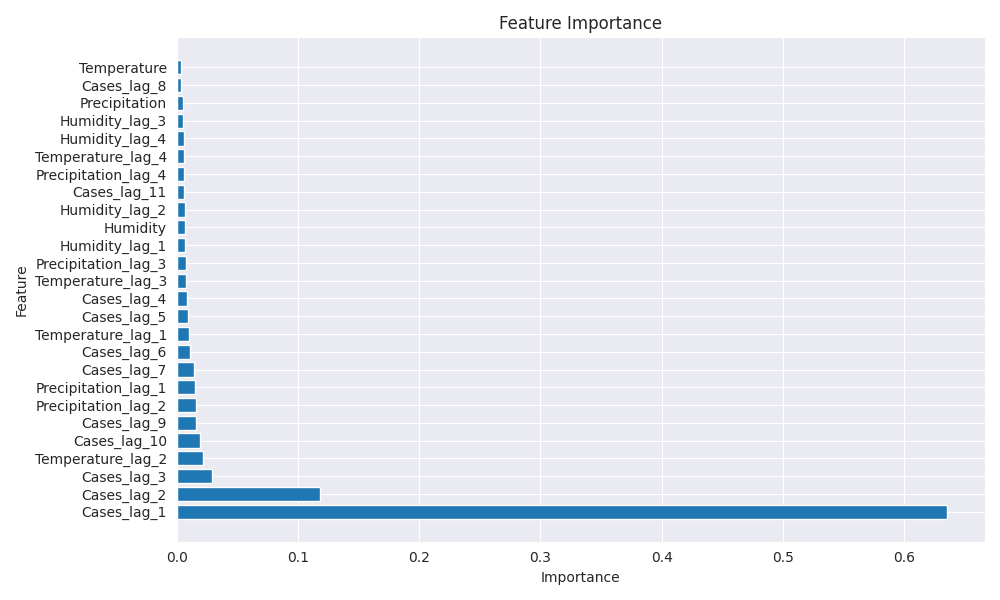 Feature Importance
Temperature
Cases_lag_8
Precipitation
Humidity_lag_3
Humidity_lag_4
Temperature_lag_4
Precipitation_lag_4
Cases_lag_11
Humidity_lag_2
Humidity
Humidity_lag_1
Precipitation_lag_3
Temperature_lag_3
Cases_lag_4
Cases_lag_5
Temperature_lag_1
Cases_lag_6
Cases_lag_7
Precipitation_lag_1
Precipitation_lag_2
Cases_lag_9
Cases_lag_10
Temperature_lag_2
Cases_lag_3
Cases_lag_2
Cases_lag_1
Feature
0.0 0.1 0.2 0.3 0.4 0.5 0.6
Importance